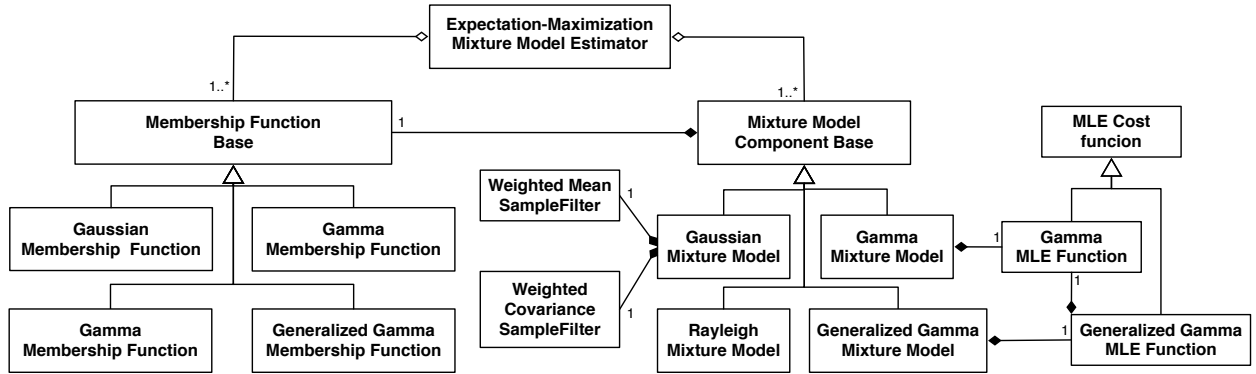 Expectation-Maximization
Mixture Model Estimator
1..*
1..*
Membership Function
Base
1
Mixture Model
Component Base
MLE Cost
funcion
Weighted Mean
SampleFilter
1
Gaussian
Membership Function
Gamma
Membership Function
Gaussian
Mixture Model
Gamma
Mixture Model
1
Gamma
MLE Function
Weighted
Covariance
SampleFilter
1
1
Gamma
Membership Function
Generalized Gamma
Membership Function
Rayleigh
Mixture Model
Generalized Gamma
Mixture Model
1
Generalized Gamma
MLE Function